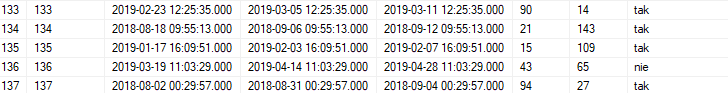 133 133 2019-02-23 12:25:35.000 2019-03-05 12:25:35.000 2019-03-11 12:25:35.000 90 14 tak
134 134 2018-08-18 09:55:13.000 2018-09-06 09:55:13.000 2018-09-12 09:55:13.000 21 143 tak
135 135 2019-01-17 16:09:51.000 2019-02-03 16:09:51.000 2019-02-07 16:09:51.000 15 109 tak
136 136 2019-03-19 11:03:29.000 2019-04-14 11:03:29.000 2019-04-28 11:03:29.000 43 65 nie
137 137 2018-08-02 00:29:57.000 2018-08-31 00:29:57.000 2018-09-04 00:29:57.000 94 27 tak